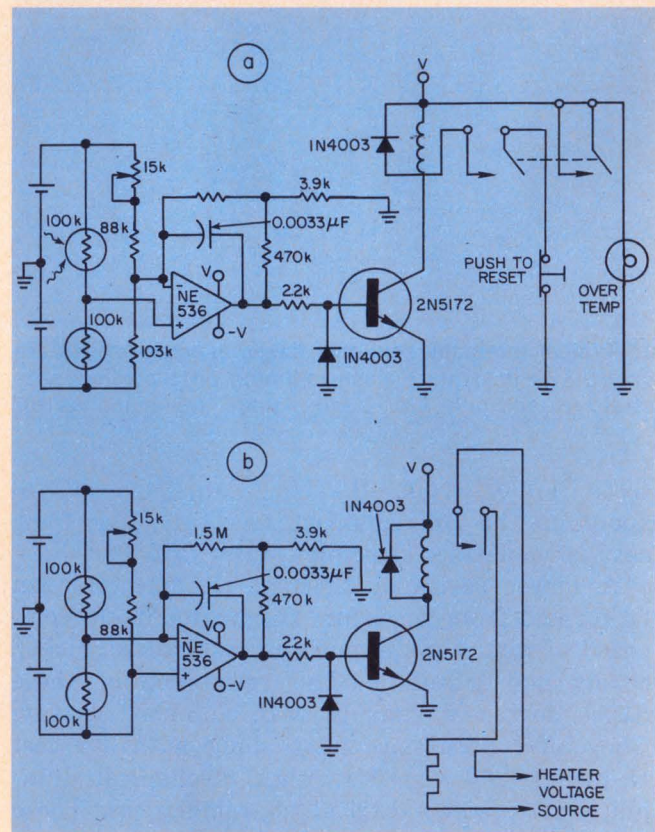 a
V
1N4003
15k
3.9k
100k
0.0033µF
88k
470k
PUSH TO
RESET
OVER
TEMP
V
NE
536
-V
2.2k
2N5172
100k
103k
1N4003
b
V
1N4003
15k
1.5M
3.9k
100k
0.0033µF
88k
470k
V
NE
536
-V
2.2k
2N5172
100k
1N4003
HEATER
VOLTAGE
SOURCE